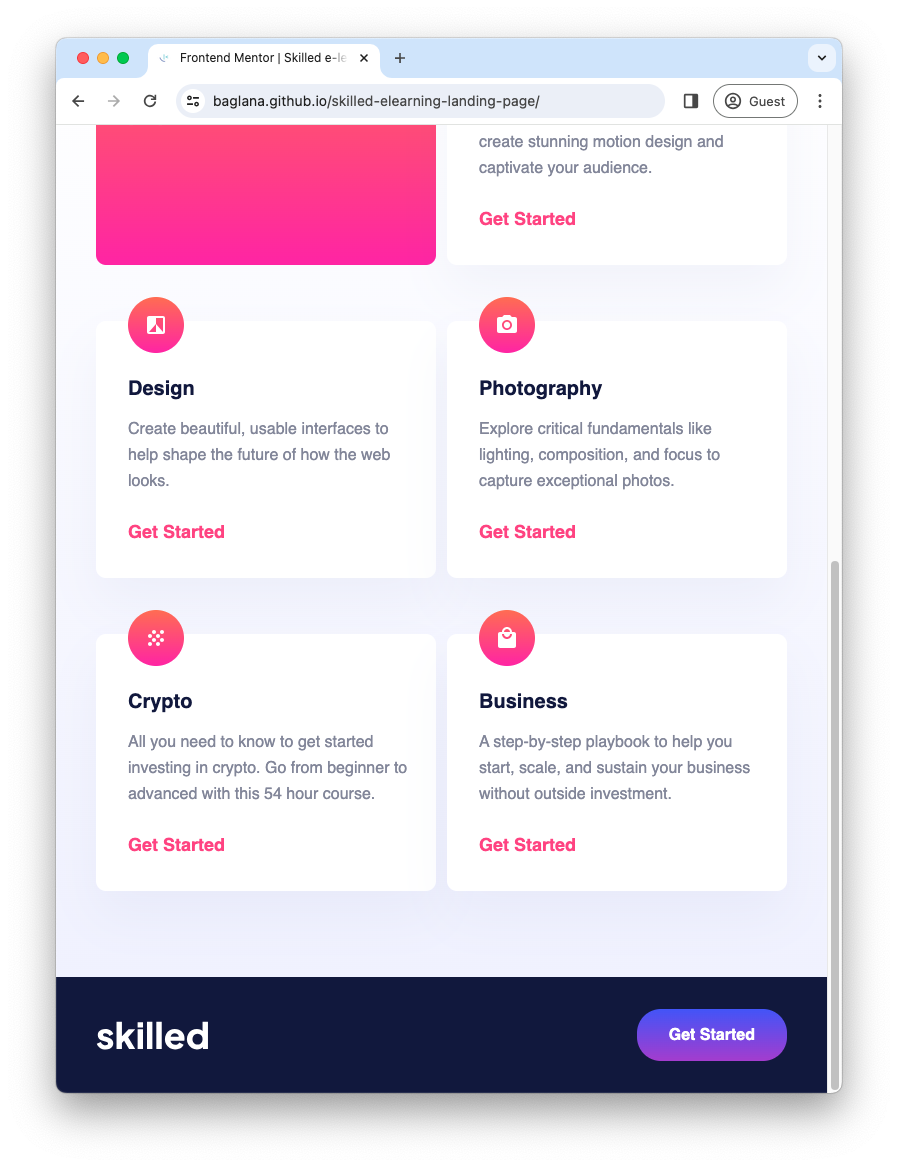 Frontend Mentor | Skilled e-le
baglana.github.io/skilled-elearning-landing-page/
Guest
create stunning motion design and
captivate your audience.
Get Started
Design
Create beautiful, usable interfaces to
help shape the future of how the web
looks.
Get Started
Photography
Explore critical fundamentals like
lighting, composition, and focus to
capture exceptional photos.
Get Started
Crypto
All you need to know to get started
investing in crypto. Go from beginner to
advanced with this 54 hour course.
Get Started
Business
A step-by-step playbook to help you
start, scale, and sustain your business
without outside investment.
Get Started
skilled
Get Started